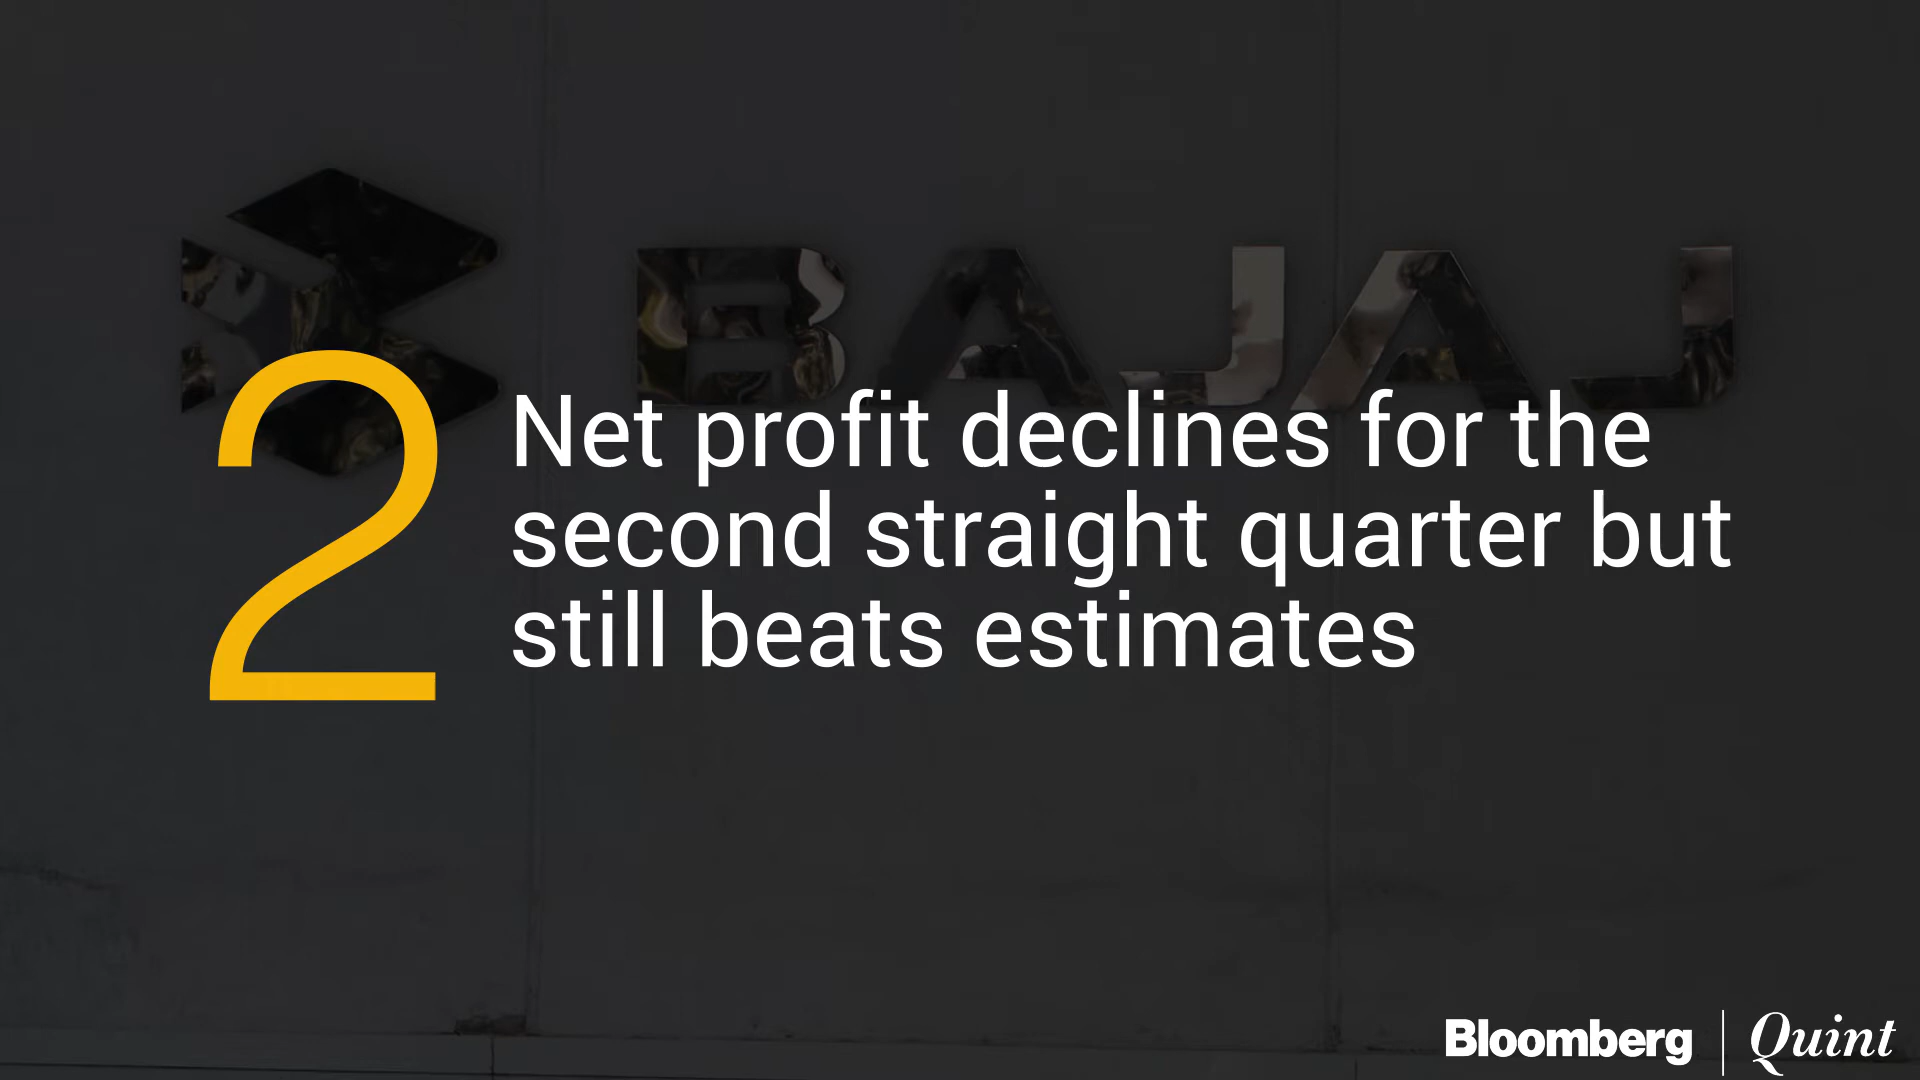 BAJAJ
2
Net profit declines for the
second straight quarter but
still beats estimates
Bloomberg | Quint